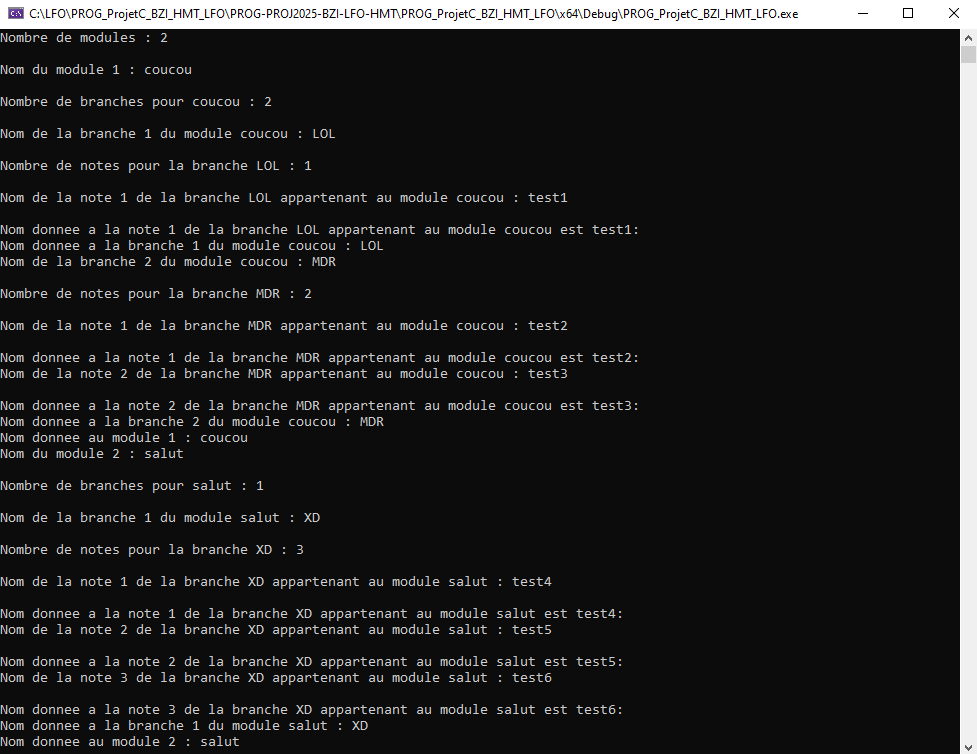 C:\LFO\PROG_ProjetC_BZI_HMT_LFO\PROG-PROJ2025-BZI-LFO-HMT\PROG_ProjetC_BZI_HMT_LFO\x64\Debug\PROG_ProjetC_BZI_HMT_LFO.exe
Nombre de modules : 2
Nom du module 1 : coucou
Nombre de branches pour coucou : 2
Nom de la branche 1 du module coucou : LOL
Nombre de notes pour la branche LOL : 1
Nom de la note 1 de la branche LOL appartenant au module coucou : test1
Nom donnee a la note 1 de la branche LOL appartenant au module coucou est test1:
Nom donnee a la branche 1 du module coucou : LOL
Nom de la branche 2 du module coucou : MDR
Nombre de notes pour la branche MDR : 2
Nom de la note 1 de la branche MDR appartenant au module coucou : test2
Nom donnee a la note 1 de la branche MDR appartenant au module coucou est test2:
Nom de la note 2 de la branche MDR appartenant au module coucou : test3
Nom donnee a la note 2 de la branche MDR appartenant au module coucou est test3:
Nom donnee a la branche 2 du module coucou : MDR
Nom donnee au module 1 : coucou
Nom du module 2 : salut
Nombre de branches pour salut : 1
Nom de la branche 1 du module salut : XD
Nombre de notes pour la branche XD : 3
Nom de la note 1 de la branche XD appartenant au module salut : test4
Nom donnee a la note 1 de la branche XD appartenant au module salut est test4:
Nom de la note 2 de la branche XD appartenant au module salut : test5
Nom donnee a la note 2 de la branche XD appartenant au module salut est test5:
Nom de la note 3 de la branche XD appartenant au module salut : test6
Nom donnee a la note 3 de la branche XD appartenant au module salut est test6:
Nom donnee a la branche 1 du module salut : XD
Nom donnee au module 2 : salut